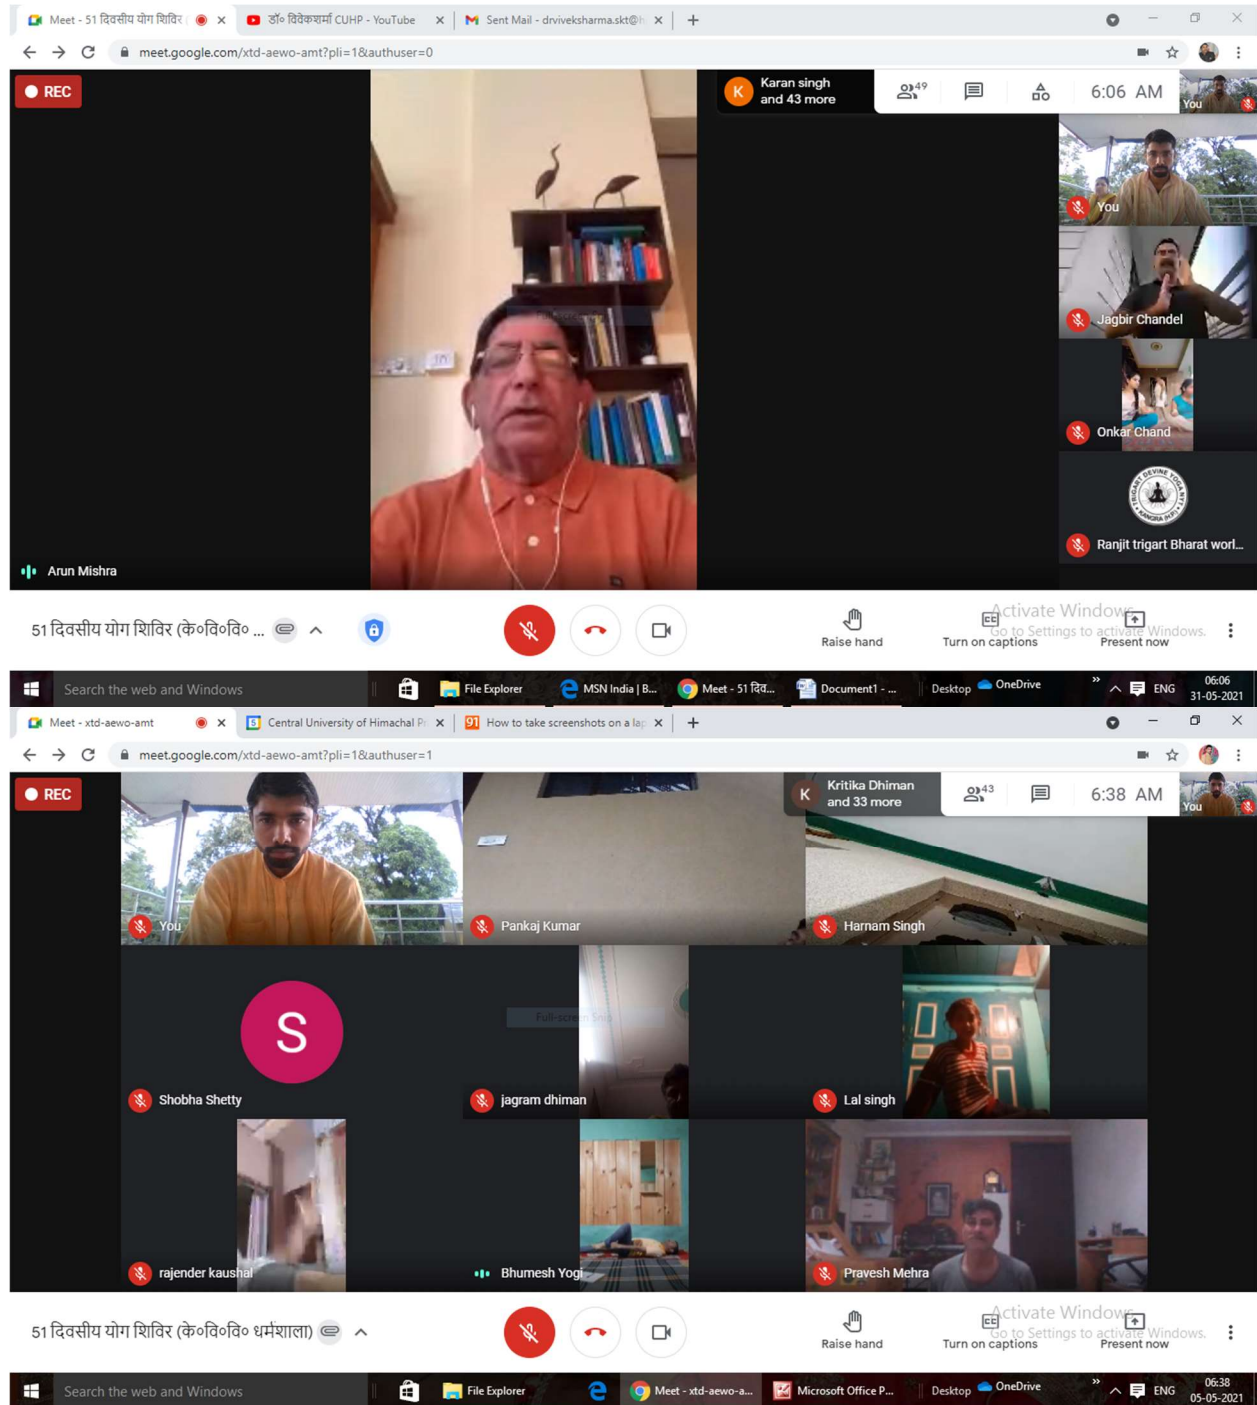 Meet - 51 दिवसीय योग शिविर (
डॉ० विवेकशर्मा CUHP - YouTube
Sent Mail - drviveksharma.skt@h
meet.google.com/xtd-aewo-amt?pli=1&authuser=0
REC
K
Karan singh
and 43 more
49
6:06 AM
You
You
Jagbir Chandel
Onkar Chand
TRIGART DEVINE YOGA
KANGRA (H.P.)
Ranjit trigart Bharat worl...
Arun Mishra
51 दिवसीय योग शिविर (के०वि०वि० ...
Raise hand
Turn on captions
Present now
Activate Windows
Go to Settings to activate Windows.
Search the web and Windows
File Explorer
MSN India | B...
Meet - 51 दिव...
Document1 - ...
Desktop
OneDrive
ENG
06:06
31-05-2021
Meet - xtd-aewo-amt
Central University of Himachal P
How to take screenshots on a lap
meet.google.com/xtd-aewo-amt?pli=1&authuser=1
REC
K
Kritika Dhiman
and 33 more
43
6:38 AM
You
You
Pankaj Kumar
Harnam Singh
S
Shobha Shetty
Full-screen Snip
jagram dhiman
Lal singh
rajender kaushal
Bhumesh Yogi
Pravesh Mehra
51 दिवसीय योग शिविर (के०वि०वि० धर्मशाला)
Raise hand
Turn on captions
Present now
Activate Windows
Go to Settings to activate Windows.
Search the web and Windows
File Explorer
Meet - xtd-aewo-a...
Microsoft Office P...
Desktop
OneDrive
ENG
06:38
05-05-2021